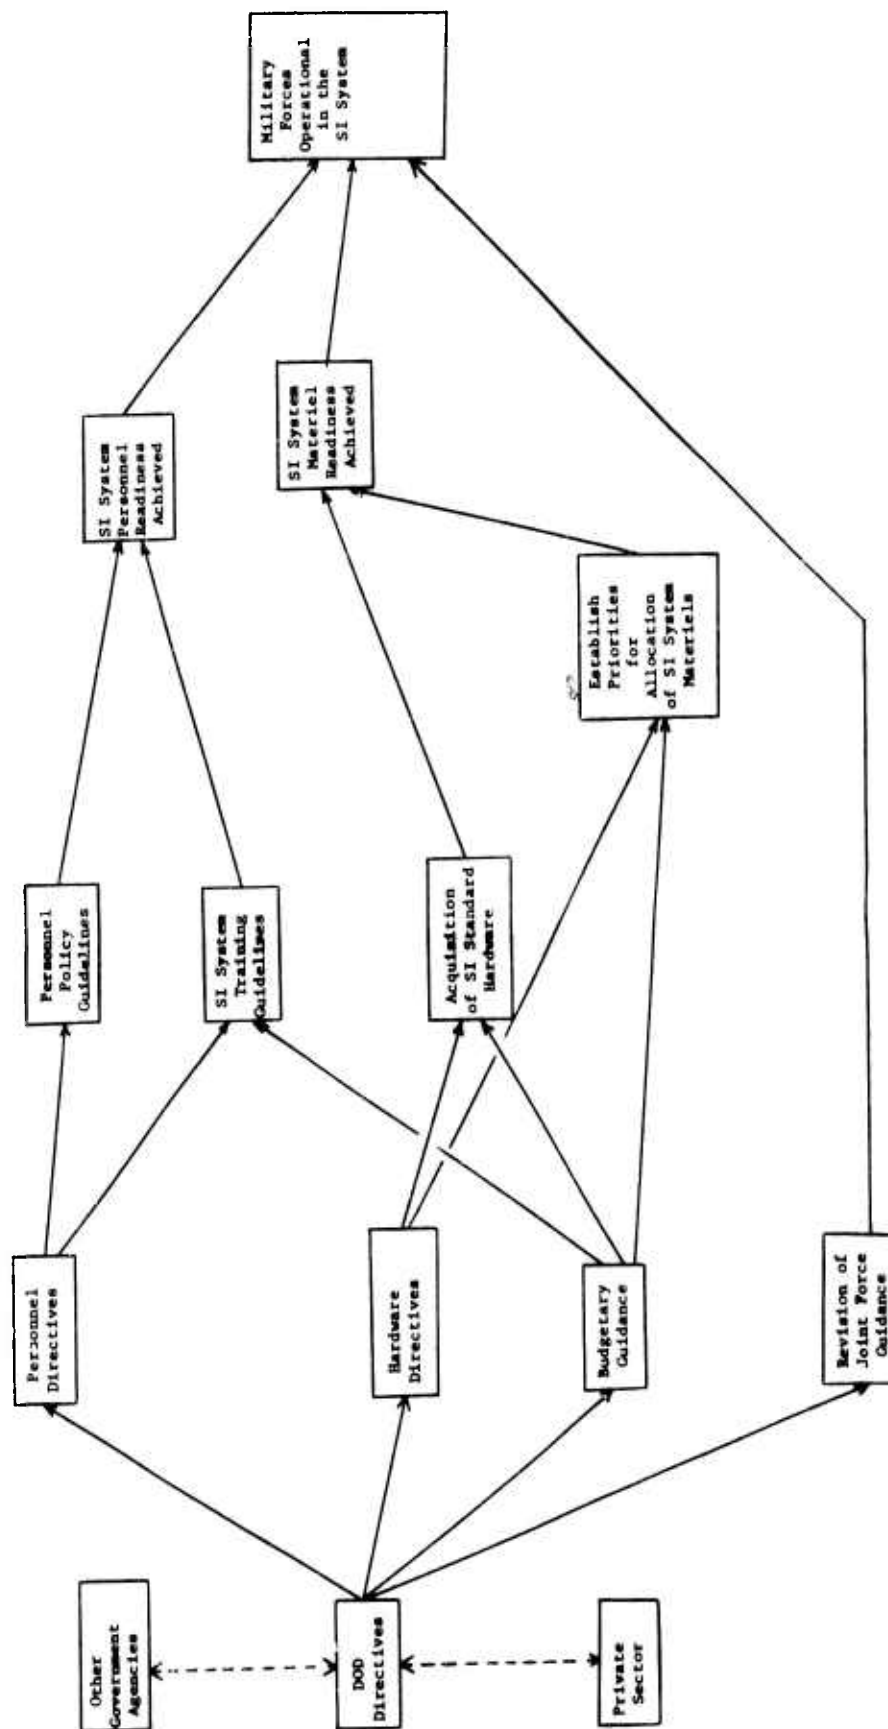 Other
Government
Agencies
DOD
Directives
Private
Sector
Personnel
Directives
Hardware
Directives
Budgetary
Guidance
Revision of
Joint Force
Guidance
Personnel
Policy
Guidelines
SI System
Training
Guidelines
Acquisition
of SI Standard
Hardware
Establish
Priorities
for
Allocation
of SI System
Materiels
SI System
Personnel
Readiness
Achieved
SI System
Materiel
Readiness
Achieved
Military
Forces
Operational
in the
SI System